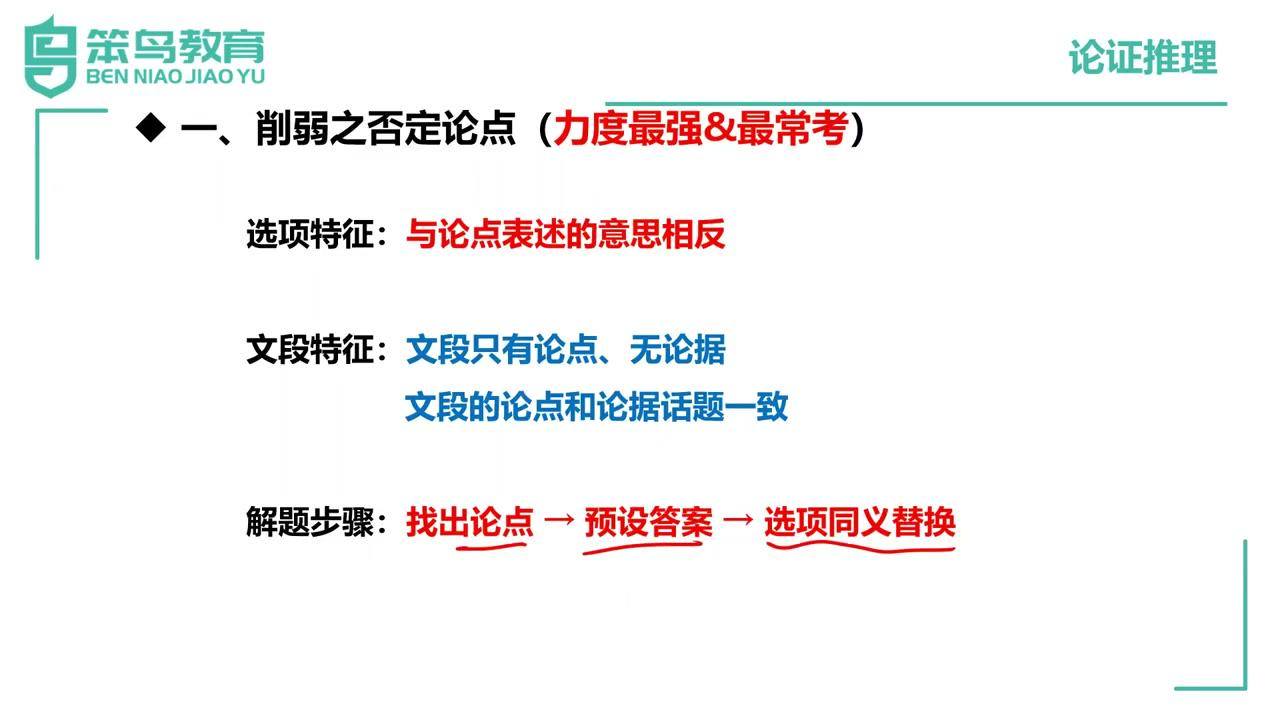 笨鸟教育
BEN NIAO JIAO YU
论证推理
◆ 一、削弱之否定论点（力度最强&最常考）
选项特征：与论点表述的意思相反
文段特征：文段只有论点、无论据
文段的论点和论据话题一致
解题步骤：找出论点 → 预设答案 → 选项同义替换